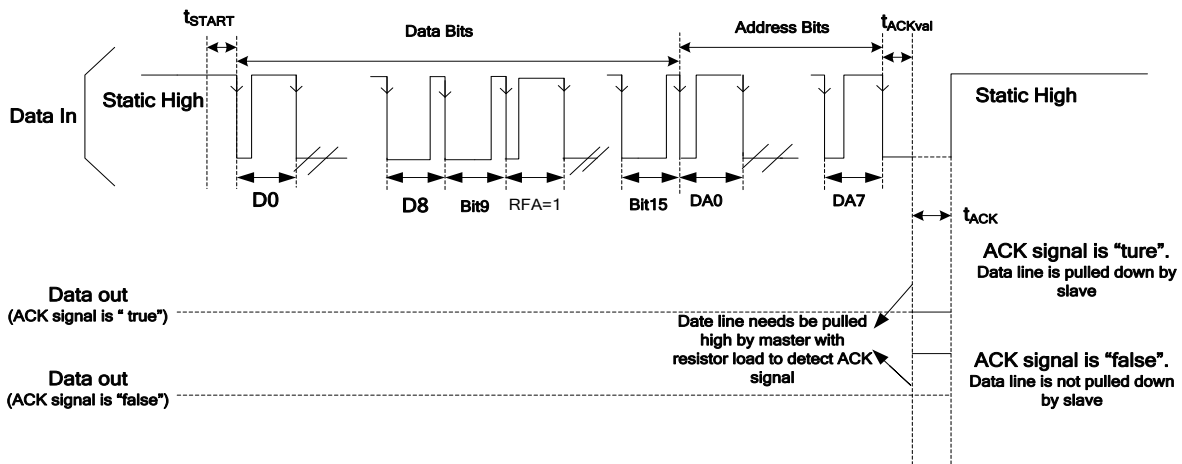 tSTART
Data Bits
Address Bits
tACKval
Data In
Static High
Static High
D0
D8
Bit9
RFA=1
Bit15
DA0
DA7
tACK
ACK signal is “ture”.
Data line is pulled down by
slave
Data out
(ACK signal is “ true”)
Date line needs be pulled
high by master with
resistor load to detect ACK
signal
ACK signal is “false”.
Data line is not pulled down
by slave
Data out
(ACK signal is “false”)